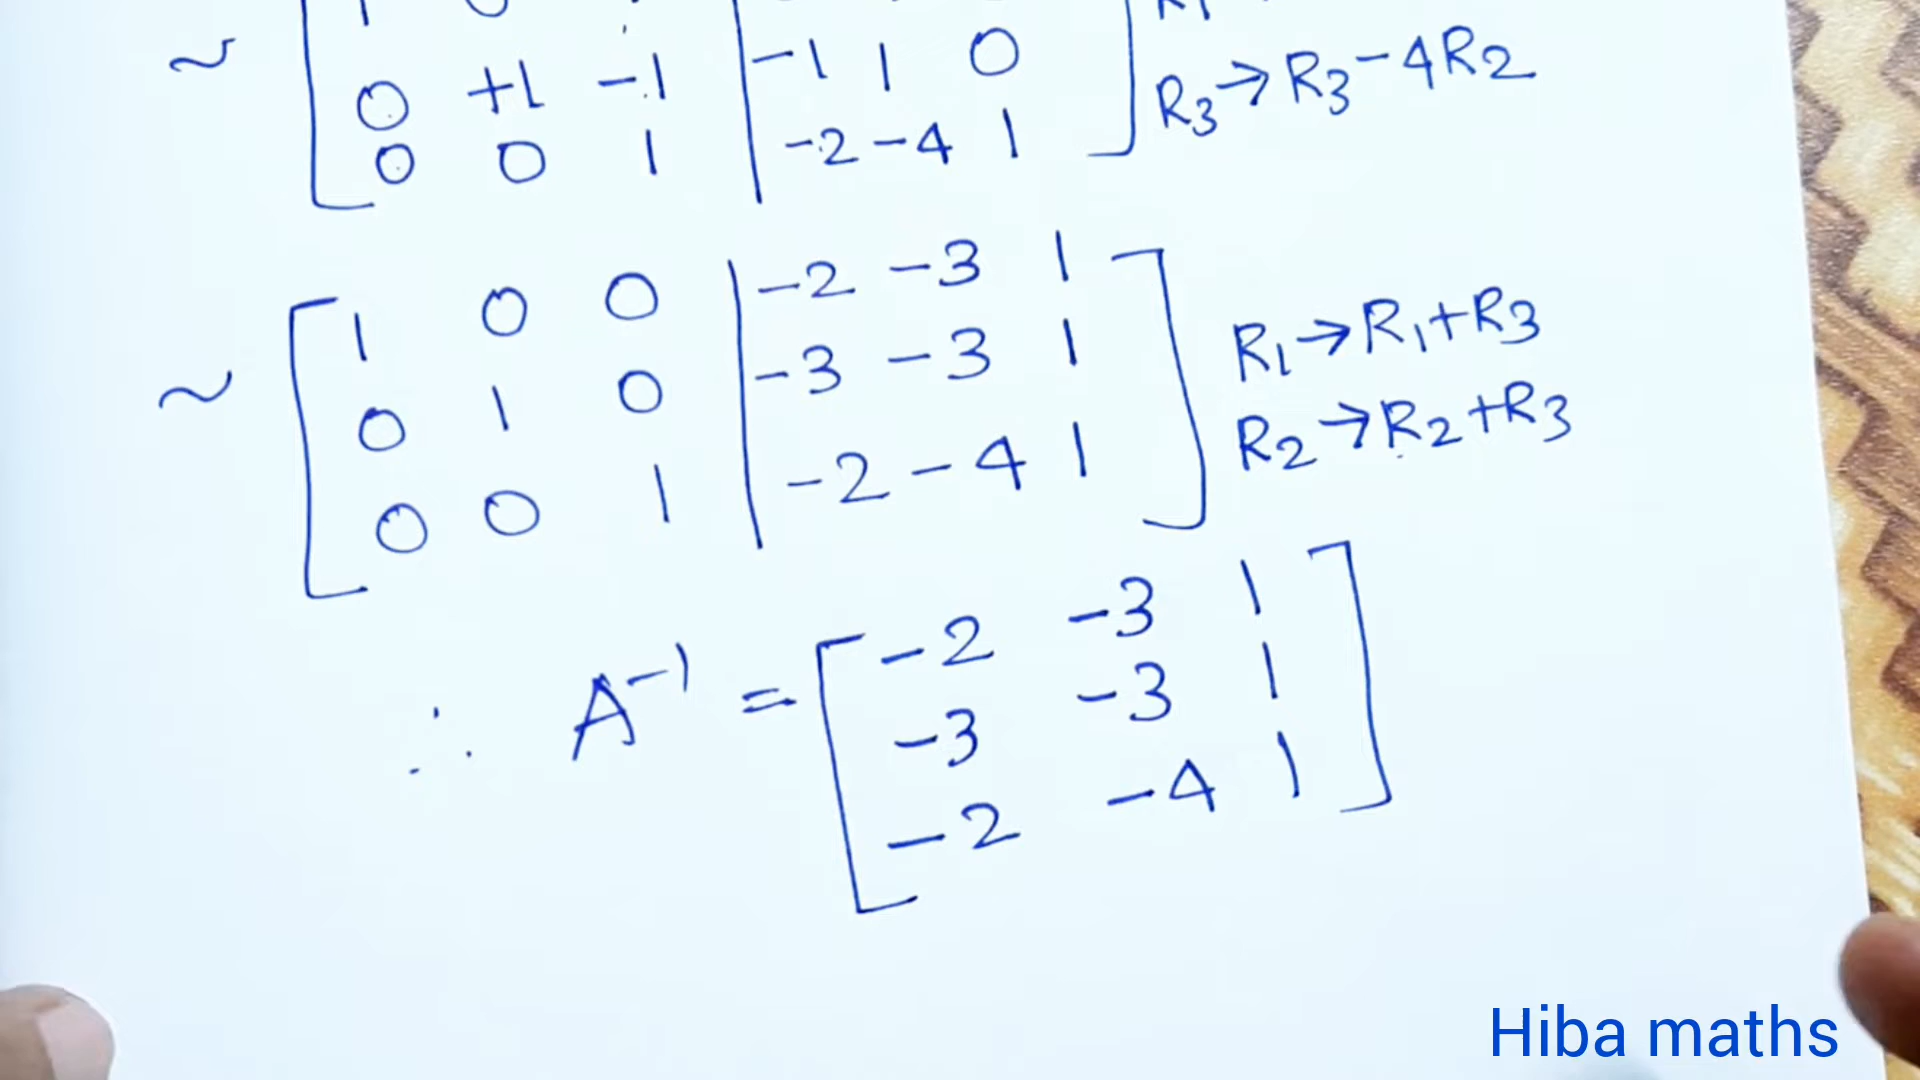 ~ 0 +1 -1 | -1 1 0 R3→R3-4R2
0 0 1 | -2 -4 1
1 0 0 | -2 -3 1 R1→R1+R3
~ 0 1 0 | -3 -3 1 R2→R2+R3
0 0 1 | -2 -4 1
∴ A⁻¹ = [-2 -3 1
-3 -3 1
-2 -4 1]
Hiba maths